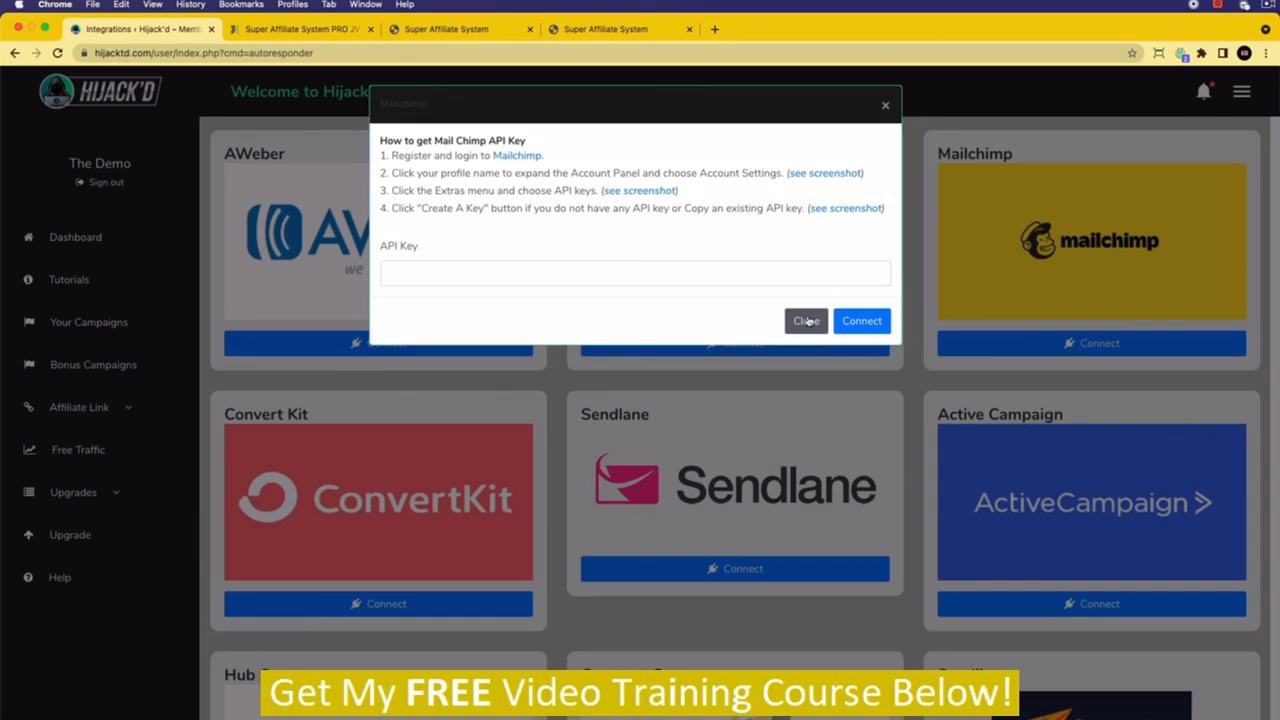 Chrome File Edit View History Bookmarks Profiles Tab Window Help
Integrations ‹ Hijack'd – Memb
Super Affiliate System PRO JV
Super Affiliate System
Super Affiliate System
hijacktd.com/user/index.php?cmd=autoresponder
HIJACK'D
Welcome to Hijack
The Demo
Sign out
Dashboard
Tutorials
Your Campaigns
Bonus Campaigns
Affiliate Link
Free Traffic
Upgrades
Upgrade
Help
Mailchimp
How to get Mail Chimp API Key
1. Register and login to Mailchimp.
2. Click your profile name to expand the Account Panel and choose Account Settings. (see screenshot)
3. Click the Extras menu and choose API keys. (see screenshot)
4. Click "Create A Key" button if you do not have any API key or Copy an existing API key. (see screenshot)
API Key
Close
Connect
AWeber
AW
we
Connect
Connect
Mailchimp
mailchimp
Connect
Convert Kit
ConvertKit
Connect
Sendlane
Sendlane
Connect
Active Campaign
ActiveCampaign >
Connect
Hub
Get My FREE Video Training Course Below!